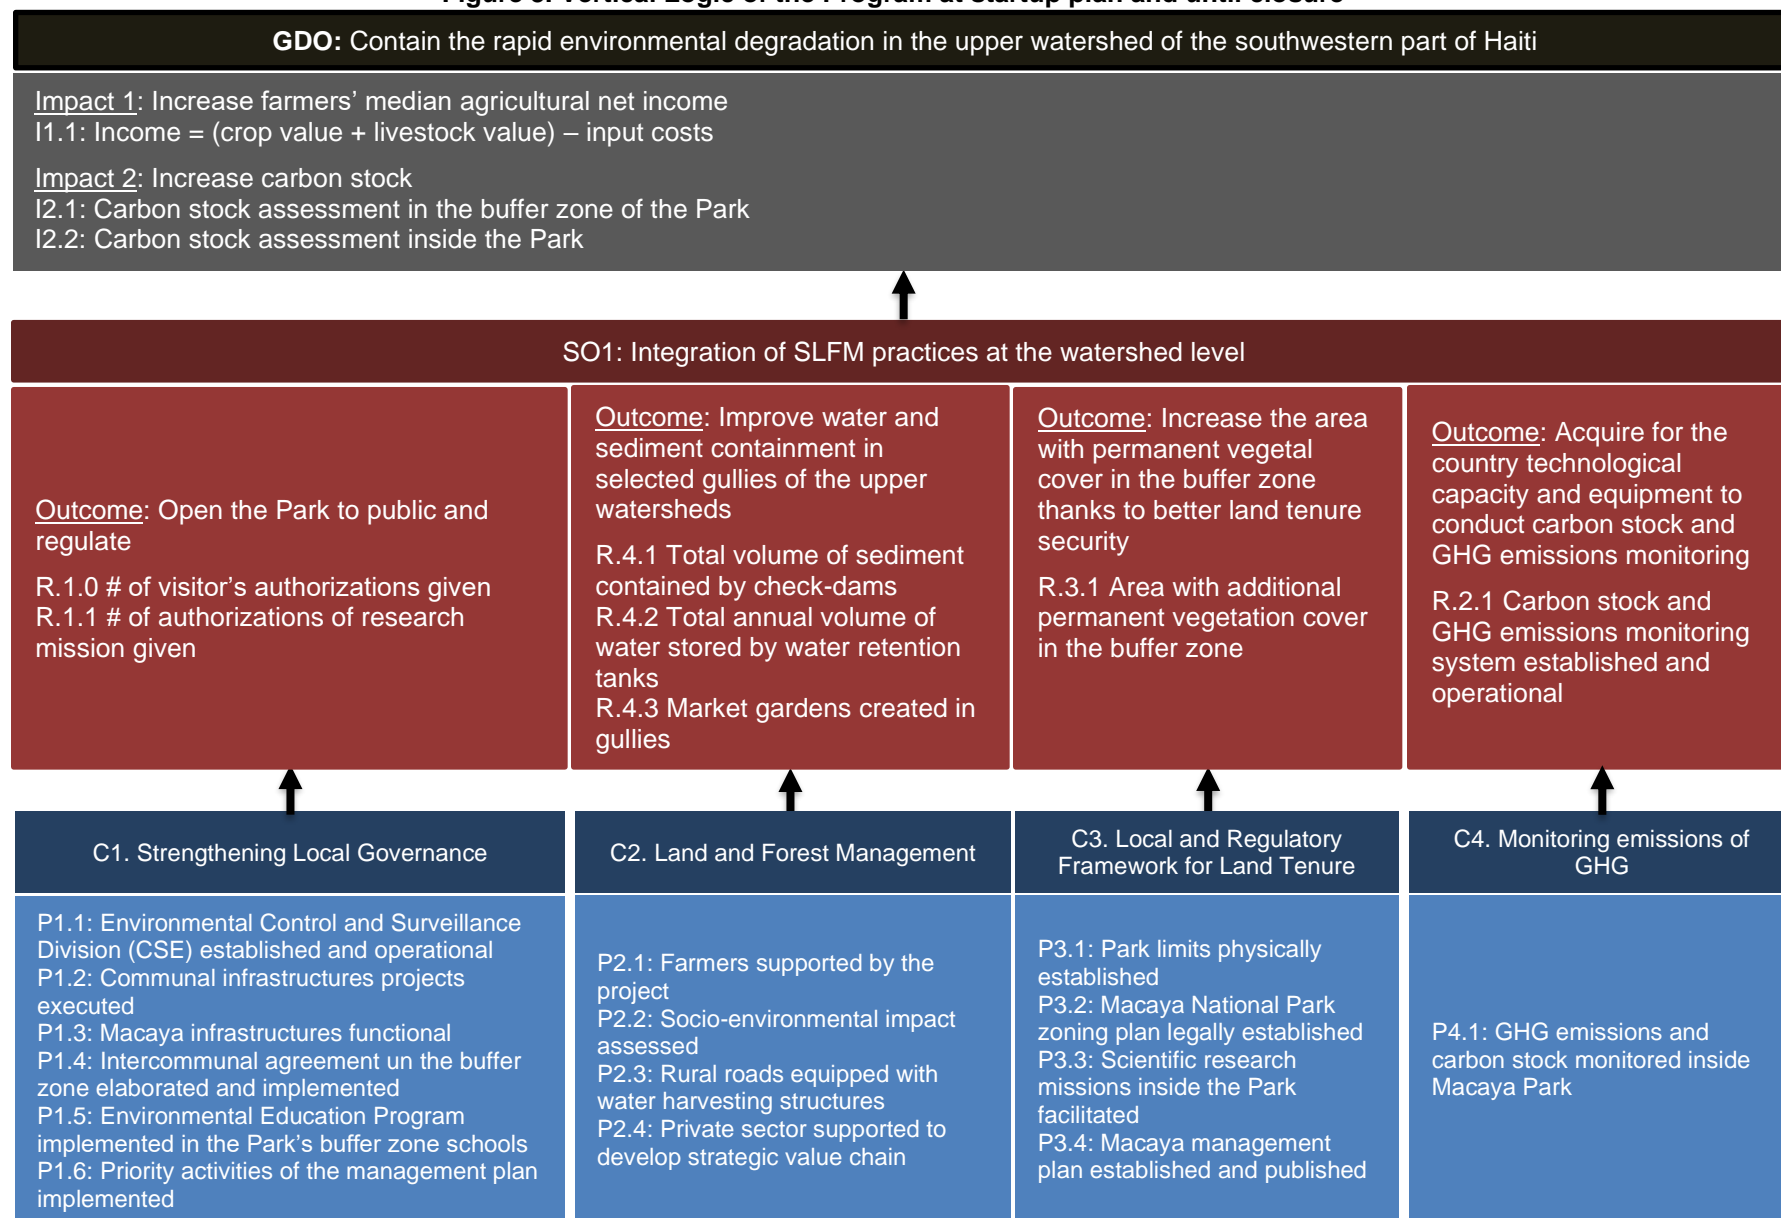 Figure 3. Vertical Logic of the Program at startup plan and until closure
GDO: Contain the rapid environmental degradation in the upper watershed of the southwestern part of Haiti
Impact 1: Increase farmers’ median agricultural net income
I1.1: Income = (crop value + livestock value) – input costs
Impact 2: Increase carbon stock
I2.1: Carbon stock assessment in the buffer zone of the Park
I2.2: Carbon stock assessment inside the Park
SO1: Integration of SLFM practices at the watershed level
Outcome: Open the Park to public and
regulate
R.1.0 # of visitor’s authorizations given
R.1.1 # of authorizations of research
mission given
Outcome: Improve water and
sediment containment in
selected gullies of the upper
watersheds
R.4.1 Total volume of sediment
contained by check-dams
R.4.2 Total annual volume of
water stored by water retention
tanks
R.4.3 Market gardens created in
gullies
Outcome: Increase the area
with permanent vegetal
cover in the buffer zone
thanks to better land tenure
security
R.3.1 Area with additional
permanent vegetation cover
in the buffer zone
Outcome: Acquire for the
country technological
capacity and equipment to
conduct carbon stock and
GHG emissions monitoring
R.2.1 Carbon stock and
GHG emissions monitoring
system established and
operational
C1. Strengthening Local Governance
C2. Land and Forest Management
C3. Local and Regulatory
Framework for Land Tenure
C4. Monitoring emissions of
GHG
P1.1: Environmental Control and Surveillance
Division (CSE) established and operational
P1.2: Communal infrastructures projects
executed
P1.3: Macaya infrastructures functional
P1.4: Intercommunal agreement un the buffer
zone elaborated and implemented
P1.5: Environmental Education Program
implemented in the Park’s buffer zone schools
P1.6: Priority activities of the management plan
implemented
P2.1: Farmers supported by the
project
P2.2: Socio-environmental impact
assessed
P2.3: Rural roads equipped with
water harvesting structures
P2.4: Private sector supported to
develop strategic value chain
P3.1: Park limits physically
established
P3.2: Macaya National Park
zoning plan legally established
P3.3: Scientific research
missions inside the Park
facilitated
P3.4: Macaya management
plan established and published
P4.1: GHG emissions and
carbon stock monitored inside
Macaya Park